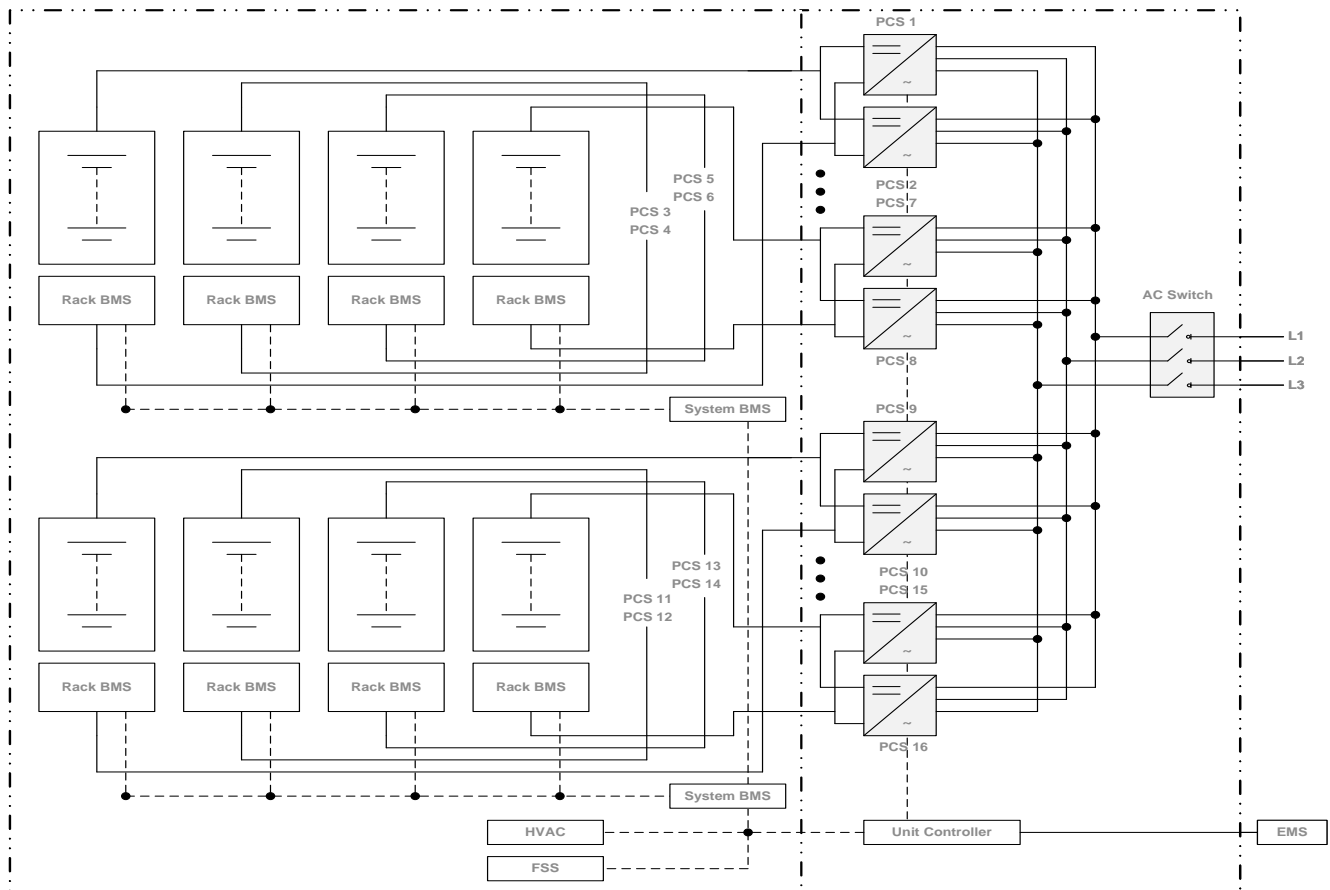 PCS 1
PCS 5
PCS 6
PCS 3
PCS 4
PCS 2
PCS 7
Rack BMS
Rack BMS
Rack BMS
Rack BMS
AC Switch
L1
L2
L3
PCS 8
System BMS
PCS 9
PCS 13
PCS 14
PCS 11
PCS 12
PCS 10
PCS 15
Rack BMS
Rack BMS
Rack BMS
Rack BMS
PCS 16
System BMS
HVAC
Unit Controller
EMS
FSS